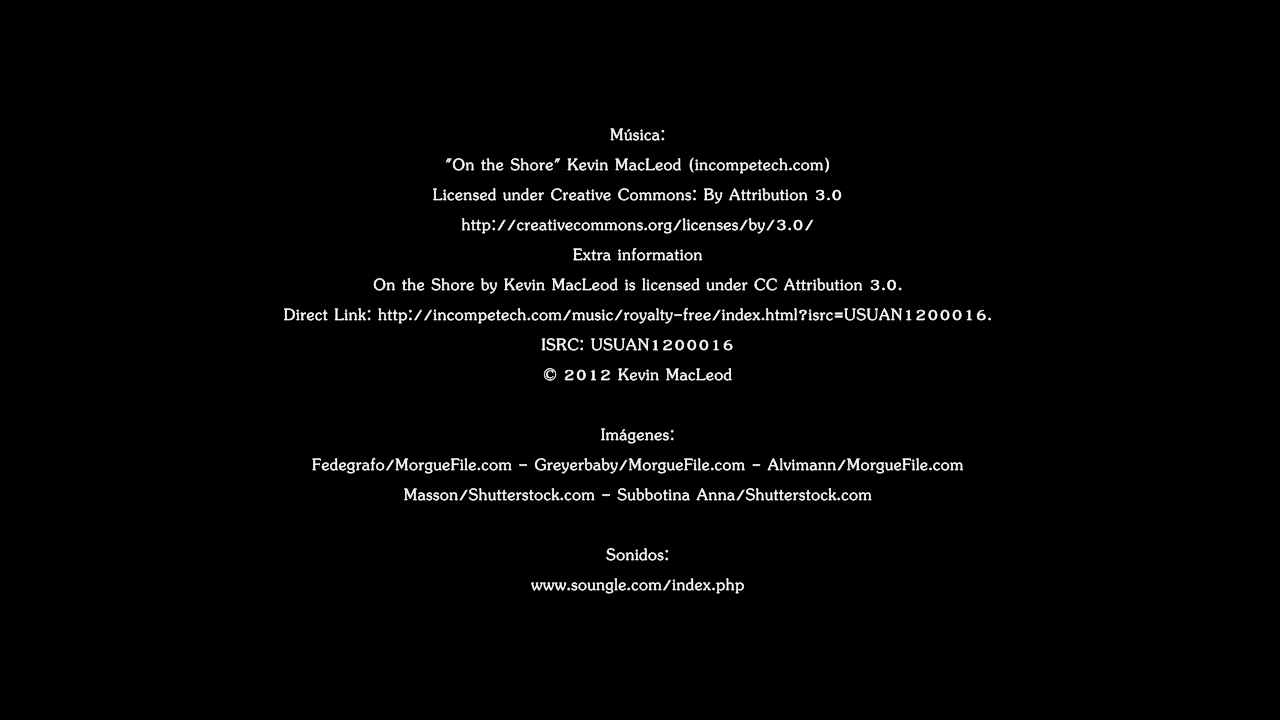 Música:
"On the Shore" Kevin MacLeod (incompetech.com)
Licensed under Creative Commons: By Attribution 3.0
http://creativecommons.org/licenses/by/3.0/
Extra information
On the Shore by Kevin MacLeod is licensed under CC Attribution 3.0.
Direct Link: http://incompetech.com/music/royalty-free/index.html?isrc=USUAN1200016.
ISRC: USUAN1200016
© 2012 Kevin MacLeod
Imágenes:
Fedegrafo/MorgueFile.com - Greyerbaby/MorgueFile.com - Alvimann/MorgueFile.com
Masson/Shutterstock.com - Subbotina Anna/Shutterstock.com
Sonidos:
www.soungle.com/index.php